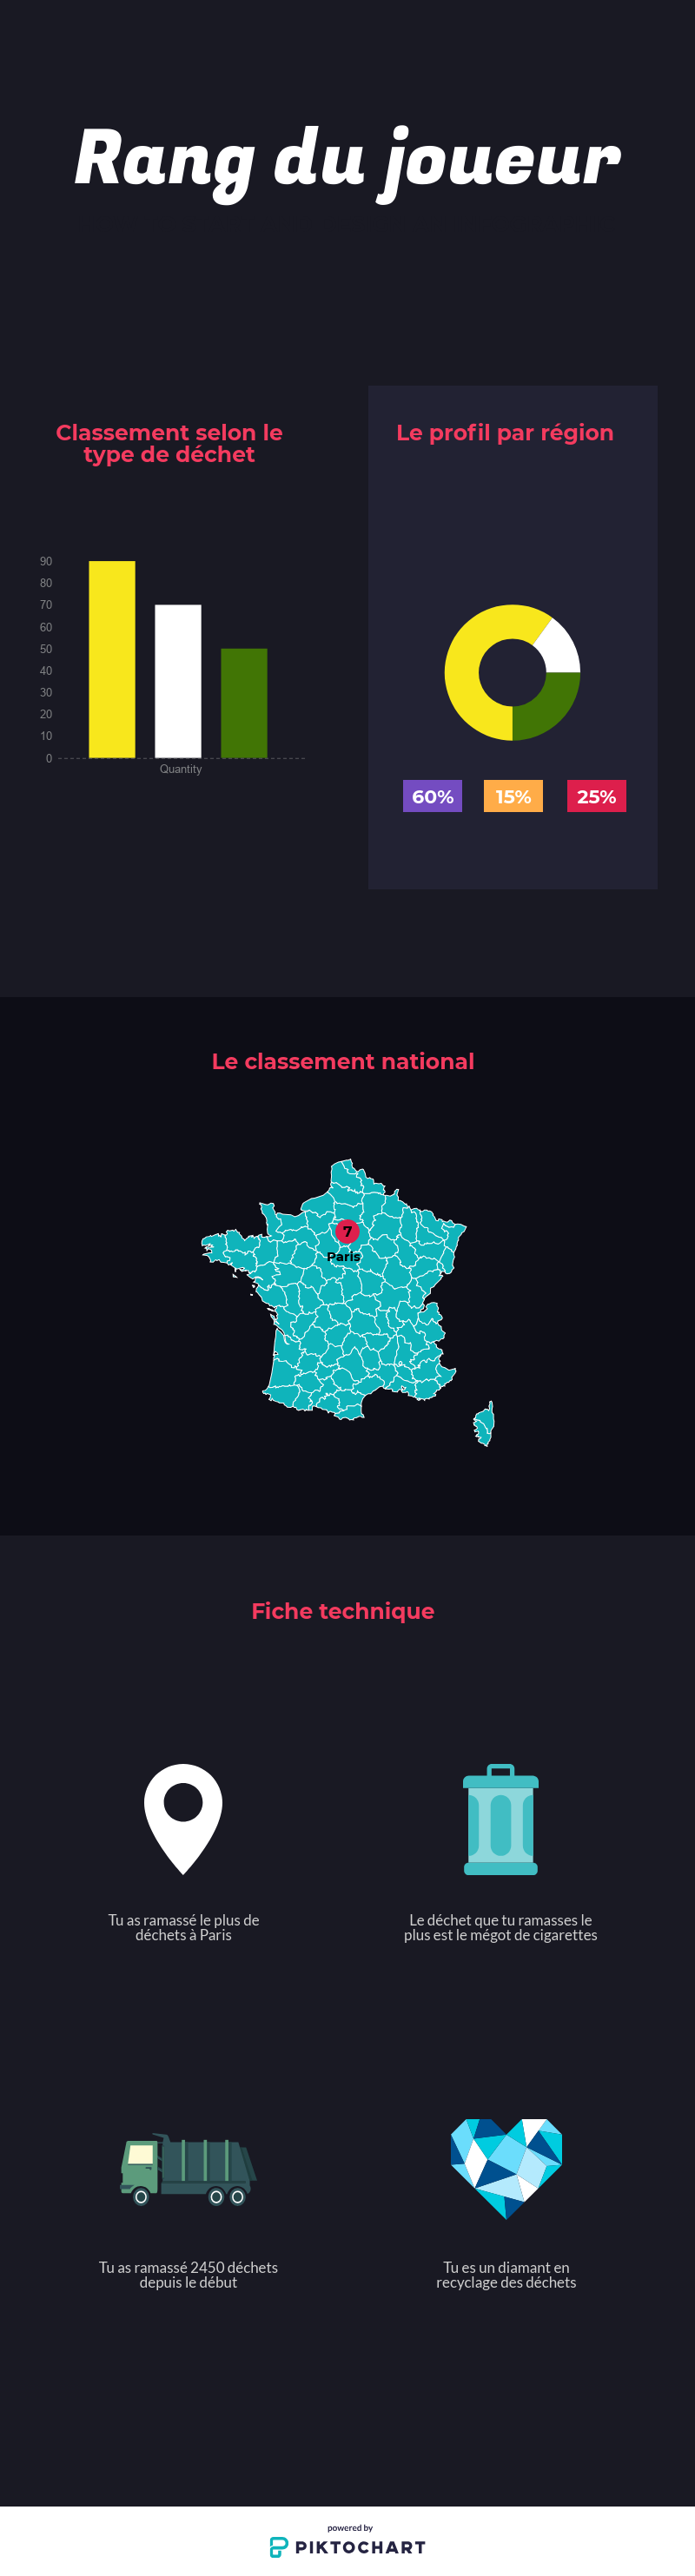 Rang du joueur
Classement selon le
type de déchet
90
80
70
60
50
40
30
20
10
0
Quantity
Le profil par région
60% 15% 25%
Le classement national
7
Paris
Fiche technique
Tu as ramassé le plus de
déchets à Paris
Le déchet que tu ramasses le
plus est le mégot de cigarettes
Tu as ramassé 2450 déchets
depuis le début
Tu es un diamant en
recyclage des déchets
powered by
PIKTOCHART